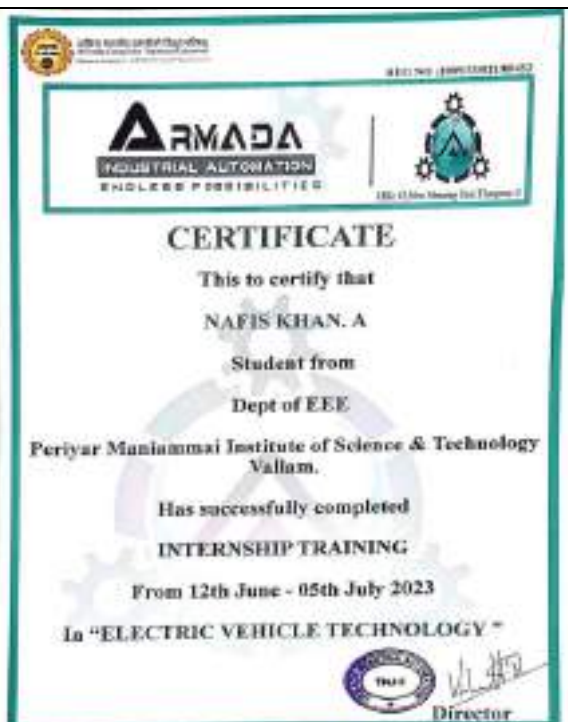 ARMADA
INDUSTRIAL AUTOMATION
ENDLESS POSSIBILITIES
CERTIFICATE
This to certify that
NAFIS KHAN. A
Student from
Dept of EEE
Periyar Maniammai Institute of Science & Technology
Vallam.
Has successfully completed
INTERNSHIP TRAINING
From 12th June - 05th July 2023
In "ELECTRIC VEHICLE TECHNOLOGY"
Director